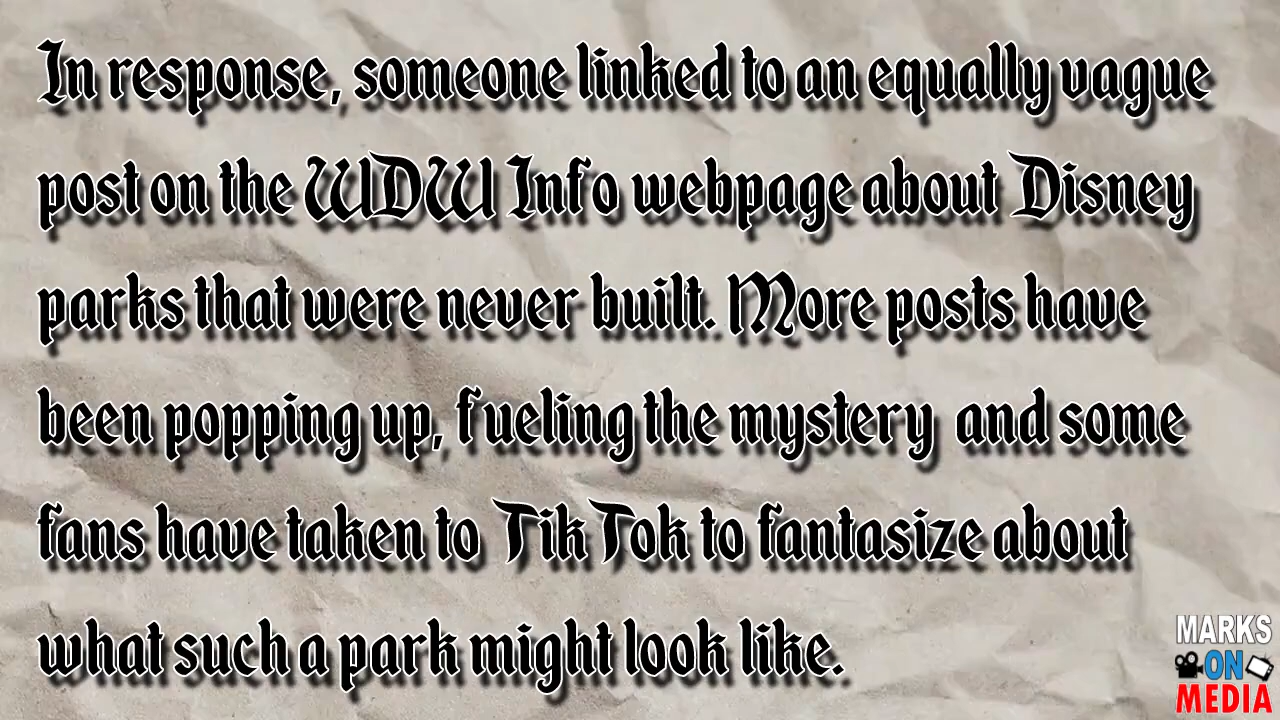 In response, someone linked to an equally vague
post on the WDW Info webpage about Disney
parks that were never built. More posts have
been popping up, fueling the mystery and some
fans have taken to TikTok to fantasize about
what such a park might look like.
MARKS
ON
MEDIA